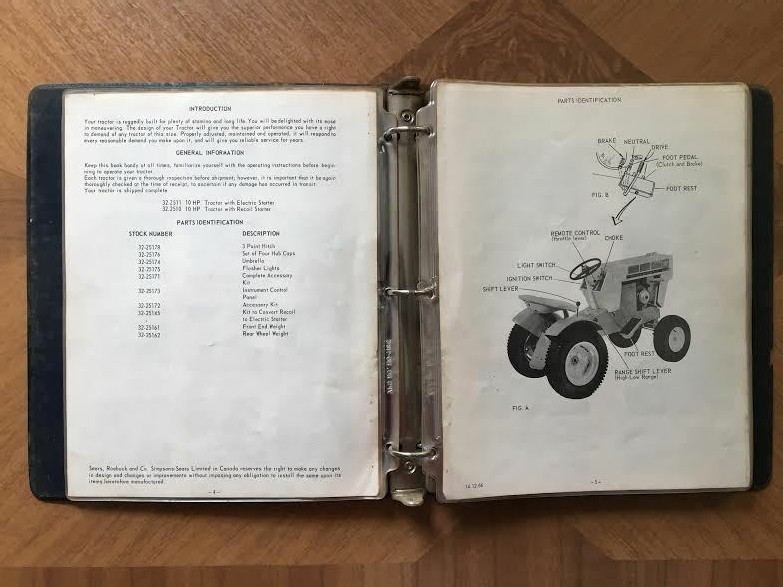 INTRODUCTION
Your tractor is ruggedly built for plenty of stamina and long life. You will be delighted with its ease
in maneuvering. The design of your Tractor will give you the superior performance you have a right
to demand of any tractor of this size. Properly adjusted, maintained and operated, it will respond to
every reasonable demand you make upon it, and will give you reliable service for years.
GENERAL INFORMATION
Keep this book handy at all times, familiarize yourself with the operating instructions before begin-
ning to operate your tractor.
Each tractor is given a thorough inspection before shipment; however, it is important that it be again
thoroughly checked at the time of receipt, to ascertain if any damage has occurred in transit.
Your tractor is shipped complete
32-2511 10 HP Tractor with Electric Starter
32-2510 10 HP Tractor with Recoil Starter
PARTS IDENTIFICATION
STOCK NUMBER DESCRIPTION
32-25178 3 Point Hitch
32-25176 Set of Four Hub Caps
32-25174 Umbrella
32-25175 Flasher Lights
32-25171 Complete Accessory
Kit
32-25173 Instrument Control
Panel
32-25172 Accessory Kit
32-25165 Kit to Convert Recoil
to Electric Starter
32-25161 Front End Weight
32-25162 Rear Wheel Weight
Sears, Roebuck and Co. Simpsons-Sears Limited in Canada reserves the right to make any changes
in design and changes or improvements without imposing any obligation to install the same upon its
items heretofore manufactured.
-4-
PARTS IDENTIFICATION
BRAKE NEUTRAL
DRIVE
FOOT PEDAL
(Clutch and Brake)
FOOT REST
FIG. B
REMOTE CONTROL
(throttle lever)
CHOKE
LIGHT SWITCH
IGNITION SWITCH
SHIFT LEVER
FOOT REST
RANGE SHIFT LEVER
(High-Low Range)
FIG. A
14.12.66
-5-